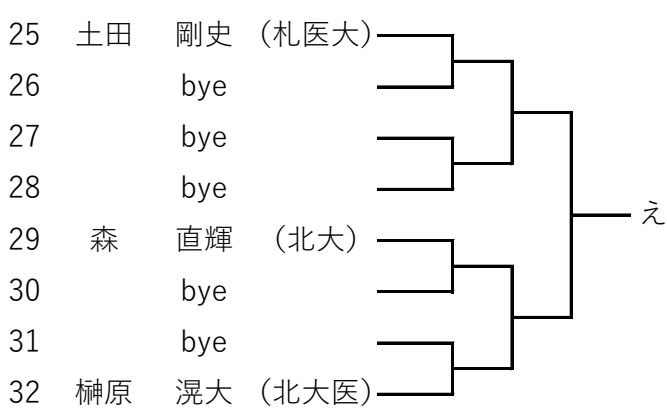 25 土田 剛史 (札医大)
26 bye
27 bye
28 bye
29 森 直輝 (北大)
30 bye
31 bye
32 榊原 滉大 (北大医)
え